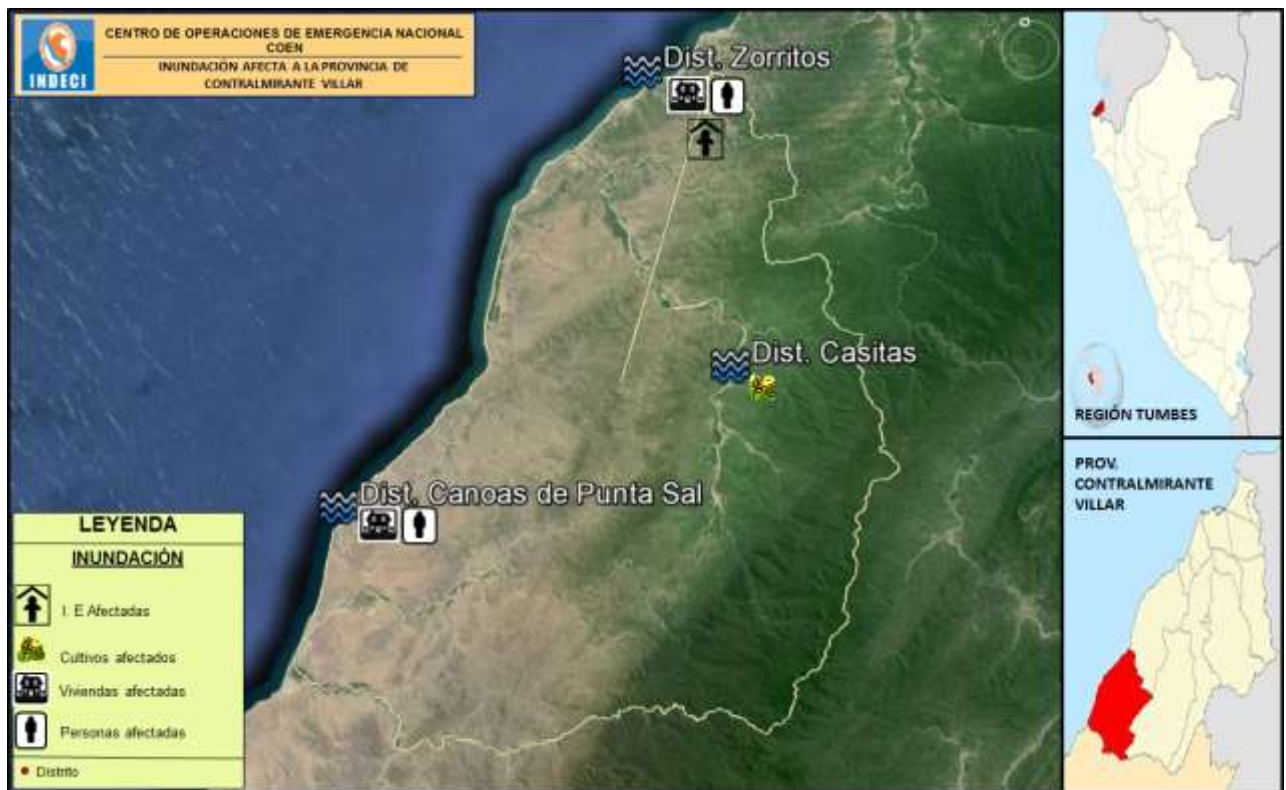 INDECI
CENTRO DE OPERACIONES DE EMERGENCIA NACIONAL
COEN
INUNDACIÓN AFECTA A LA PROVINCIA DE
CONTRALMIRANTE VILLAR
Dist. Zorritos
Dist. Casitas
Dist. Canoas de Punta Sal
LEYENDA
INUNDACIÓN
I. E Afectadas
Cultivos afectados
Viviendas afectadas
Personas afectadas
Distrito
REGIÓN TUMBES
PROV.
CONTRALMIRANTE
VILLAR